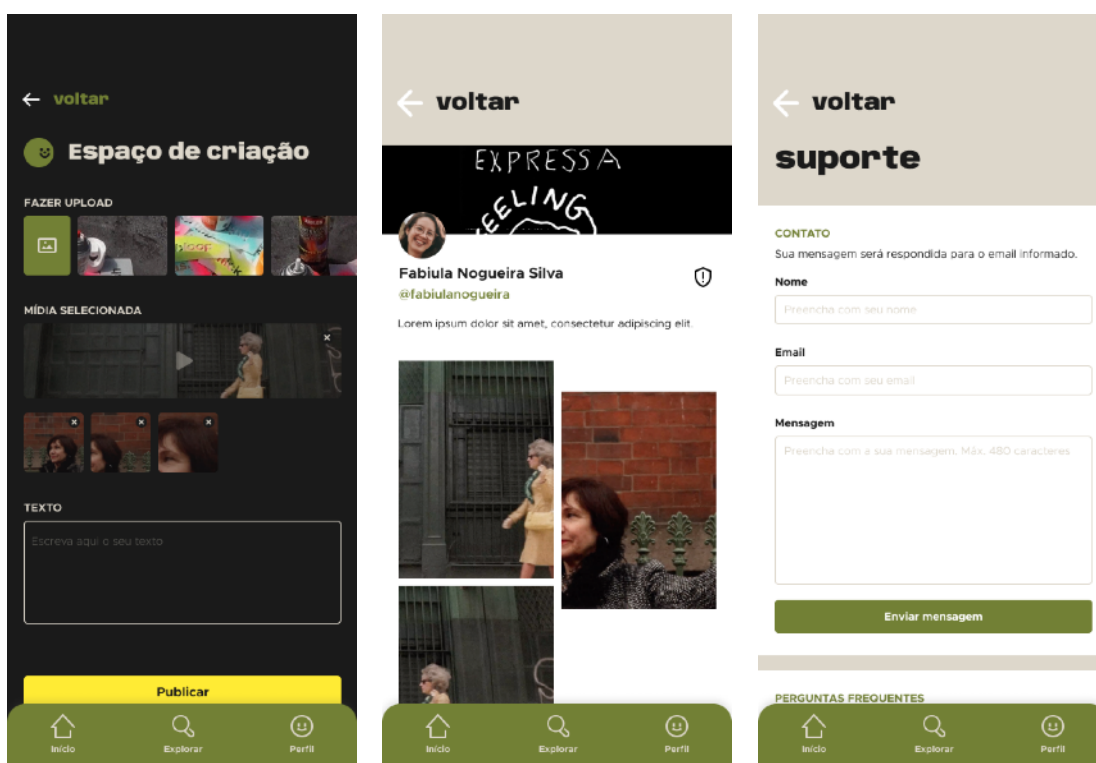 voltar
Espaço de criação
FAZER UPLOAD
MÍDIA SELECIONADA
TEXTO
Escreva aqui o seu texto
Publicar
Início
Explorar
Perfil
voltar
EXPRESSA
FEELING
Fabiula Nogueira Silva
@fabiulanogueira
Lorem ipsum dolor sit amet, consectetur adipiscing elit.
Início
Explorar
Perfil
voltar
suporte
CONTATO
Sua mensagem será respondida para o email informado.
Nome
Preencha com seu nome
Email
Preencha com seu email
Mensagem
Preencha com a sua mensagem. Máx. 480 caracteres
Enviar mensagem
PERGUNTAS FREQUENTES
Início
Explorar
Perfil